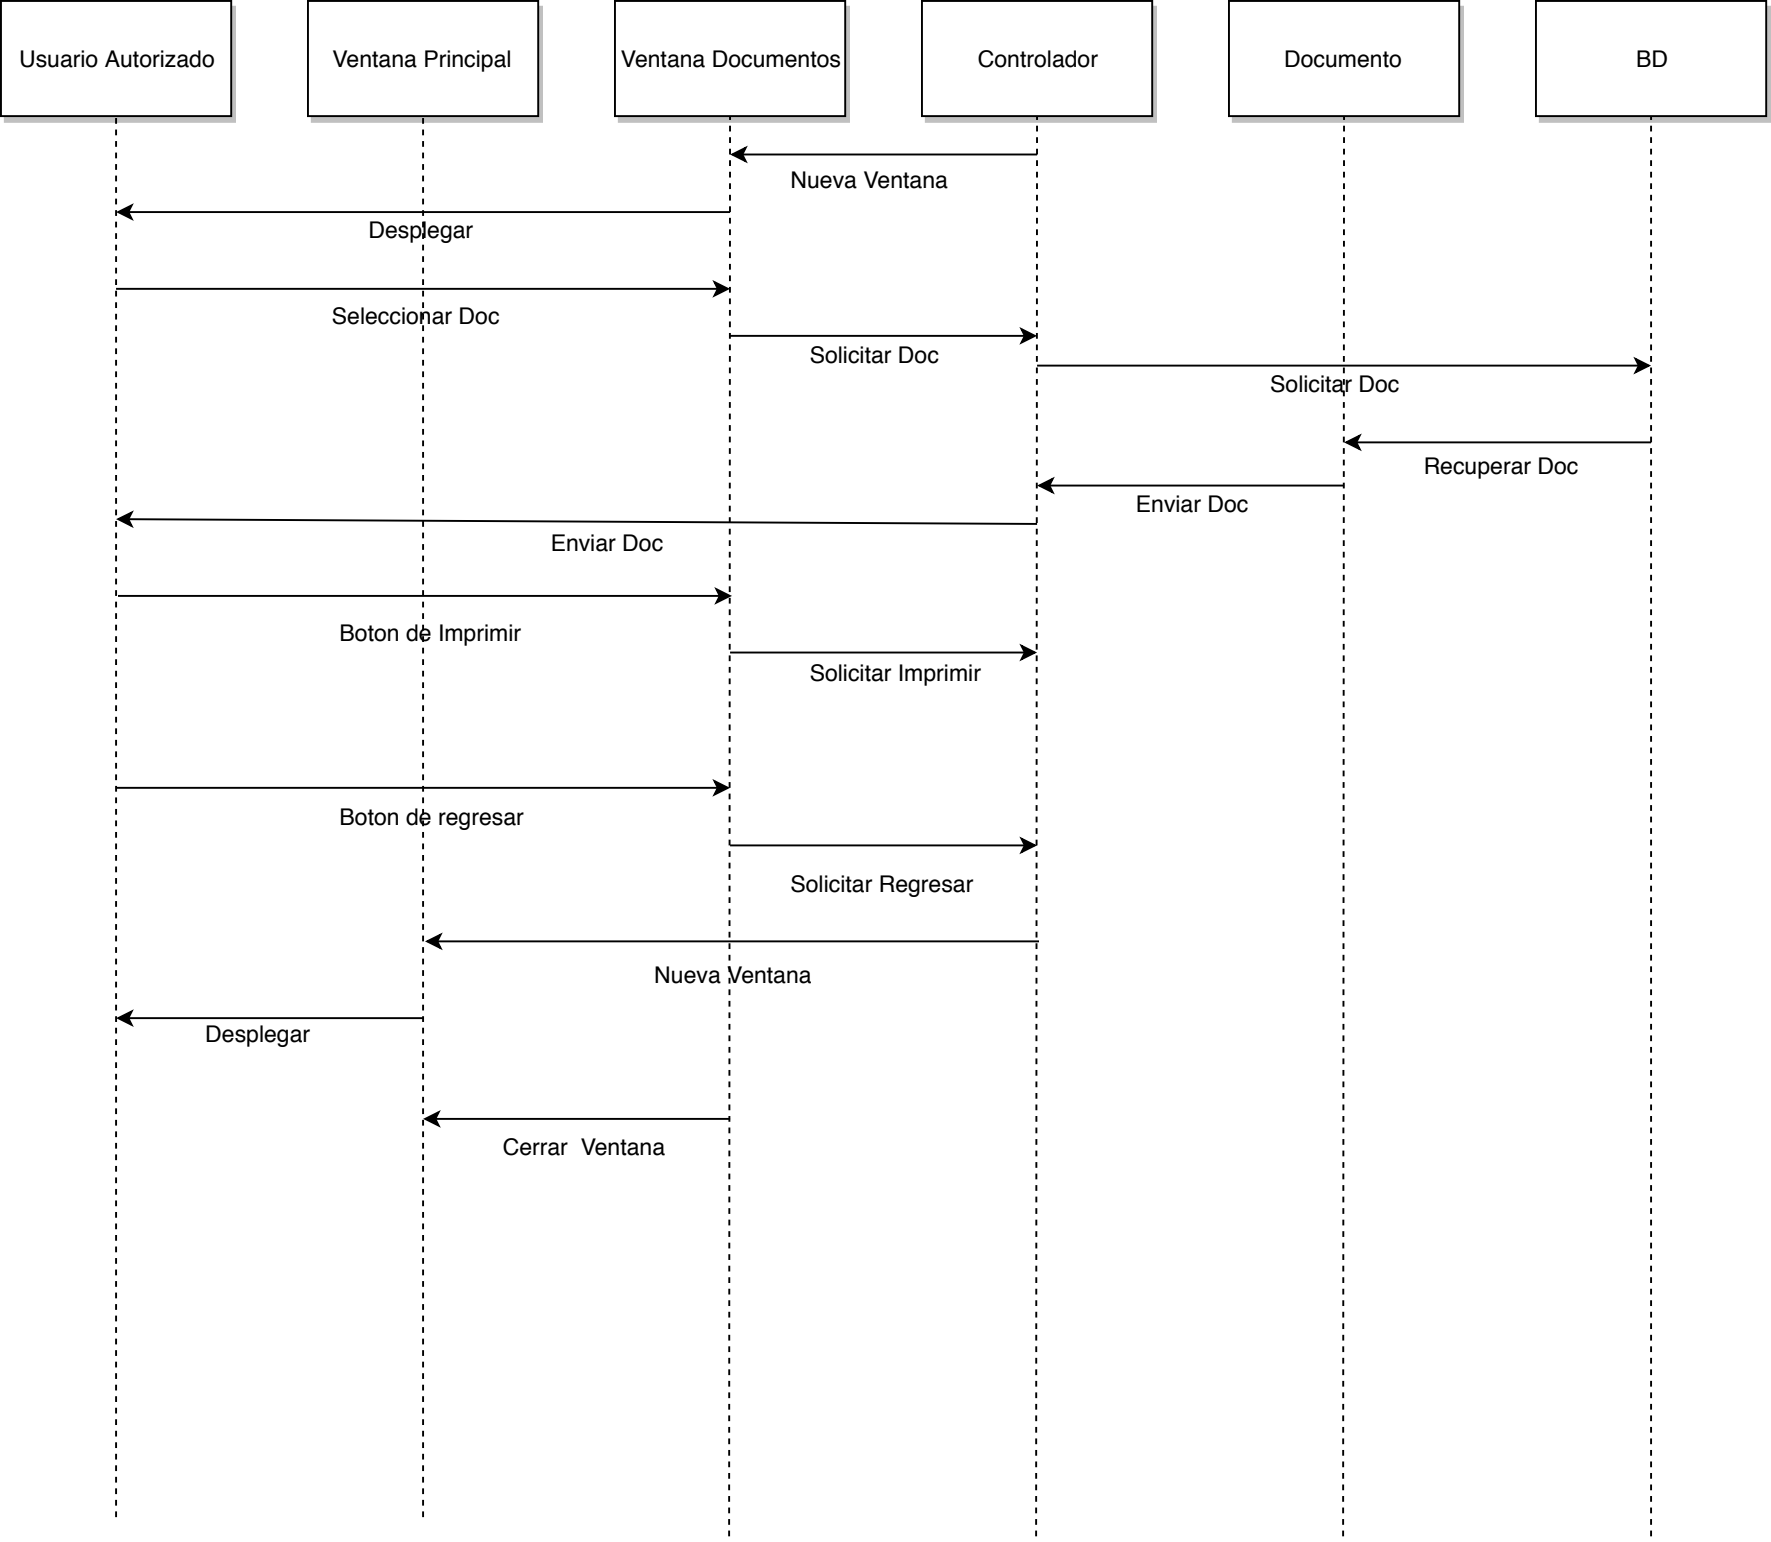 Usuario Autorizado
Ventana Principal
Ventana Documentos
Controlador
Documento
BD
Nueva Ventana
Desplegar
Seleccionar Doc
Solicitar Doc
Solicitar Doc
Recuperar Doc
Enviar Doc
Enviar Doc
Boton de Imprimir
Solicitar Imprimir
Boton de regresar
Solicitar Regresar
Nueva Ventana
Desplegar
Cerrar  Ventana